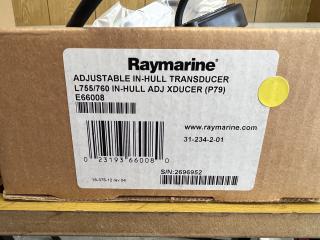 Raymarine®
ADJUSTABLE IN-HULL TRANSDUCER
L755/760 IN-HULL ADJ XDUCER (P79)
E66008
www.raymarine.com
31-234-2-01
0 23193 66008 0
S/N:2696952